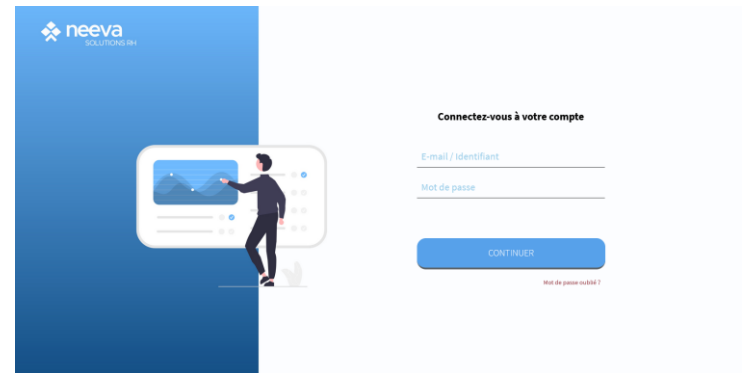 neeva
SOLUTIONS RH
Connectez-vous à votre compte
E-mail / Identifiant
Mot de passe
CONTINUER
Mot de passe oublié ?